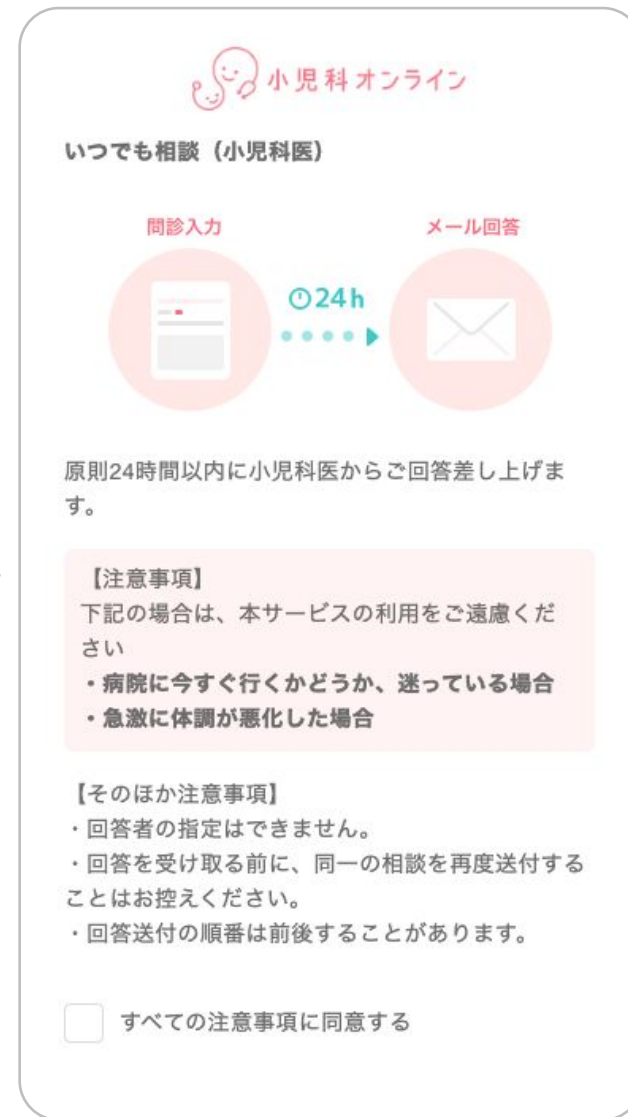 小児科オンライン
いつでも相談（小児科医）
問診入力
メール回答
24h
原則24時間以内に小児科医からご回答差し上げま
す。
【注意事項】
下記の場合は、本サービスの利用をご遠慮くだ
さい
・病院に今すぐ行くかどうか、迷っている場合
・急激に体調が悪化した場合
【そのほか注意事項】
・回答者の指定はできません。
・回答を受け取る前に、同一の相談を再度送付する
ことはお控えください。
・回答送付の順番は前後することがあります。
すべての注意事項に同意する